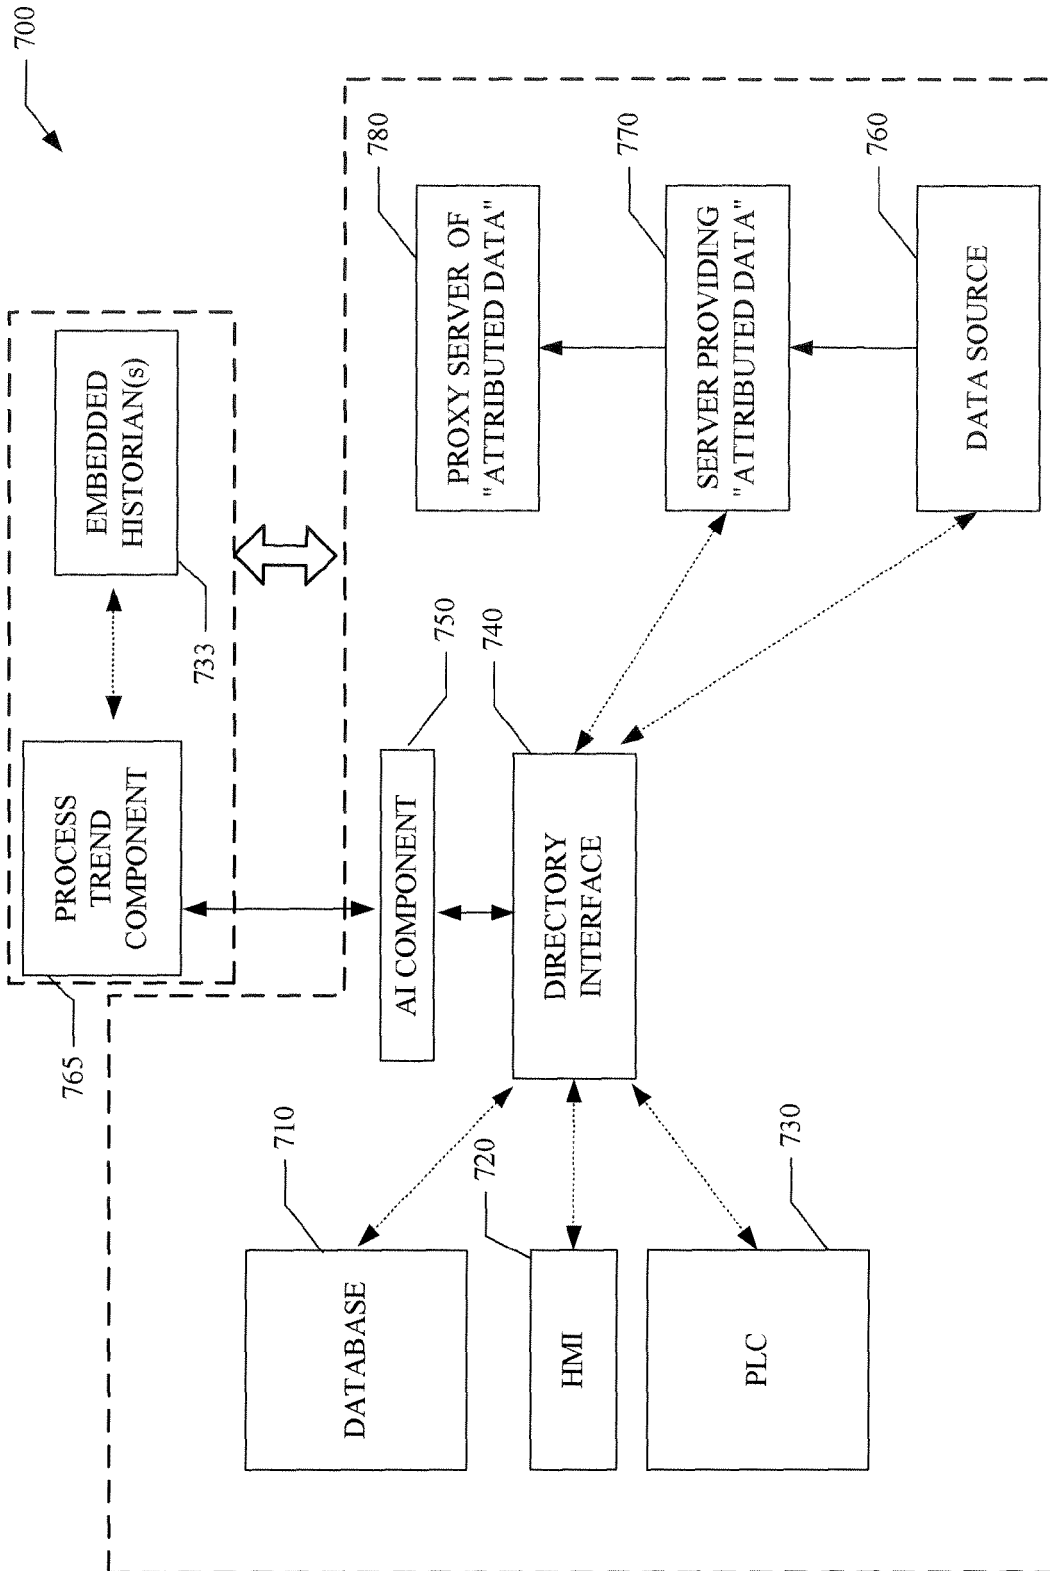 700
PROCESS
TREND
COMPONENT
765
EMBEDDED
HISTORIAN(s)
733
AI COMPONENT
750
DIRECTORY
INTERFACE
740
DATABASE
710
HMI
720
PLC
730
PROXY SERVER OF
"ATTRIBUTED DATA"
780
SERVER PROVIDING
"ATTRIBUTED DATA"
770
DATA SOURCE
760